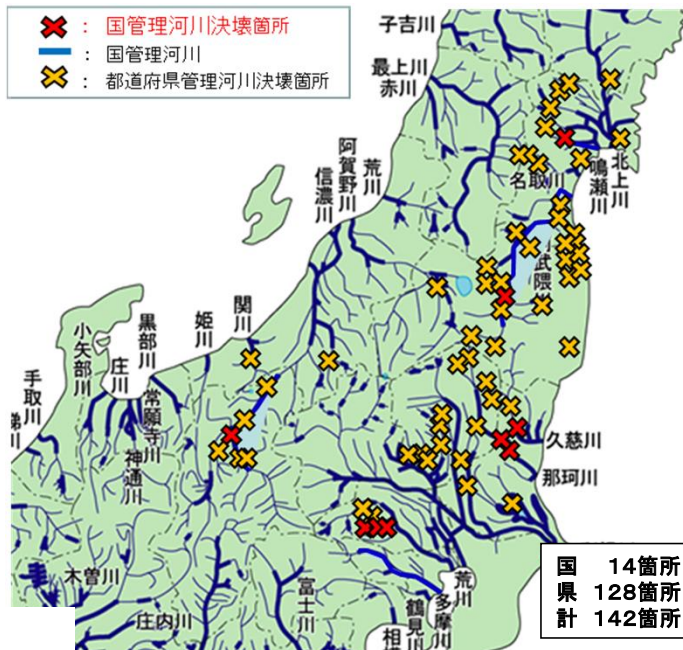 ：国管理河川決壊箇所
：国管理河川
：都道府県管理河川決壊箇所
子吉川
最上川
赤川
荒川
阿賀野川
信濃川
北上川
鳴瀬川
名取川
武隈
関川
姫川
黒部川
常願寺川
神通川
庄川
小矢部川
手取川
久慈川
那珂川
木曽川
庄内川
富士川
荒川
多摩川
鶴見川
相
国 14箇所
県 128箇所
計 142箇所